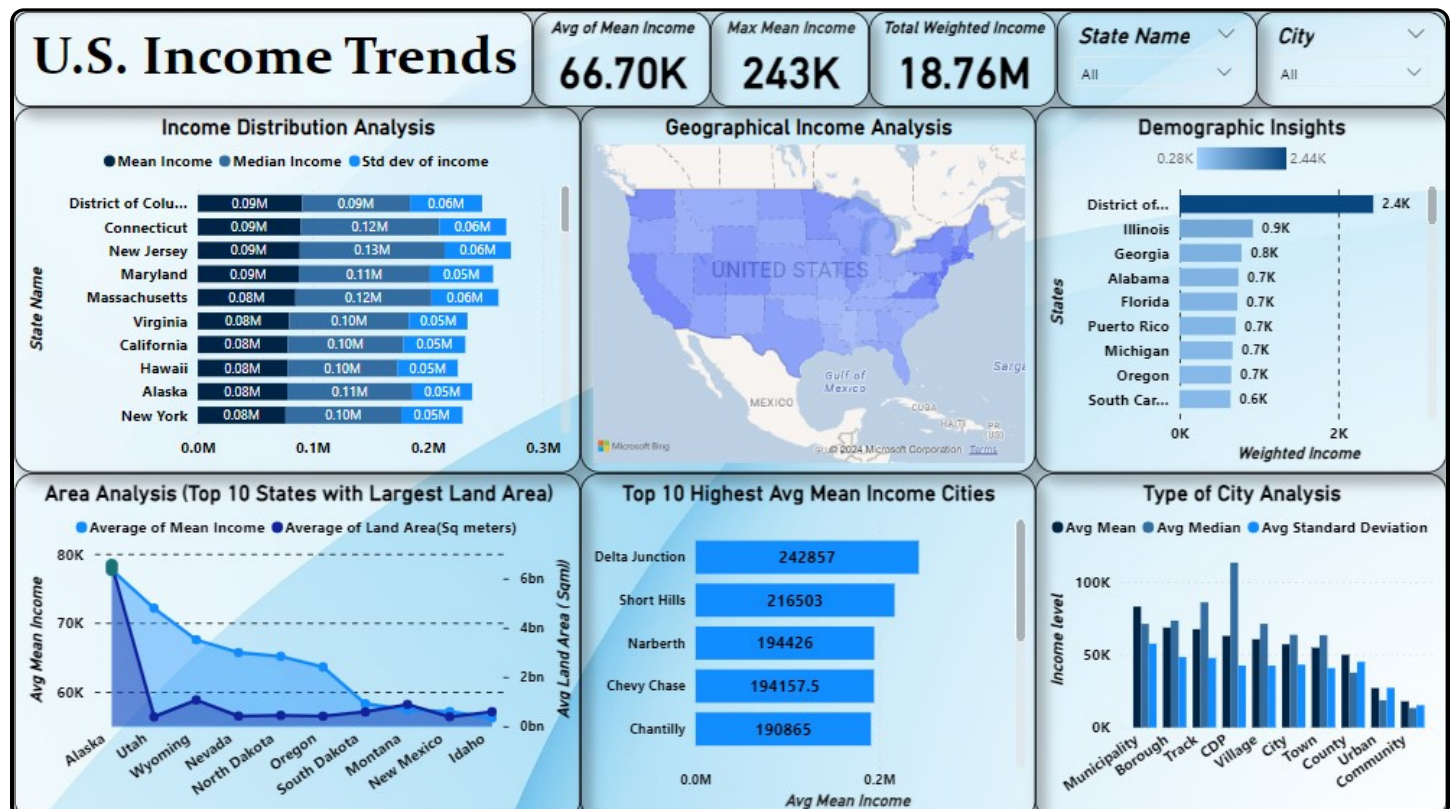 U.S. Income Trends
Avg of Mean Income
66.70K
Max Mean Income
243K
Total Weighted Income
18.76M
State Name
All
City
All
Income Distribution Analysis
Mean Income Median Income Std dev of income
State Name
District of Colu... 0.09M 0.09M 0.06M
Connecticut 0.09M 0.12M 0.06M
New Jersey 0.09M 0.13M 0.06M
Maryland 0.09M 0.11M 0.05M
Massachusetts 0.08M 0.12M 0.06M
Virginia 0.08M 0.10M 0.05M
California 0.08M 0.10M 0.05M
Hawaii 0.08M 0.10M 0.05M
Alaska 0.08M 0.11M 0.05M
New York 0.08M 0.10M 0.05M
0.0M 0.1M 0.2M 0.3M
Geographical Income Analysis
UNITED STATES
Gulf of
Mexico
Sarga
MEXICO
CUBA
HAITI
PR
(US)
GU
Microsoft Bing
© 2024 Microsoft Corporation Terms
Demographic Insights
0.28K 2.44K
States
District of... 2.4K
Illinois 0.9K
Georgia 0.8K
Alabama 0.7K
Florida 0.7K
Puerto Rico 0.7K
Michigan 0.7K
Oregon 0.7K
South Car... 0.6K
0K 2K
Weighted Income
Area Analysis (Top 10 States with Largest Land Area)
Average of Mean Income Average of Land Area(Sq meters)
Avg Mean Income
80K
70K
60K
6bn
4bn
2bn
0bn
Avg Land Area ( Sqm))
Alaska Utah Wyoming Nevada North Dakota Oregon South Dakota Montana New Mexico Idaho
Top 10 Highest Avg Mean Income Cities
Delta Junction 242857
Short Hills 216503
Narberth 194426
Chevy Chase 194157.5
Chantilly 190865
0.0M 0.2M
Avg Mean Income
Type of City Analysis
Avg Mean Avg Median Avg Standard Deviation
Income level
100K
50K
0K
Municipality Borough Track CDP Village City Town County Urban Community